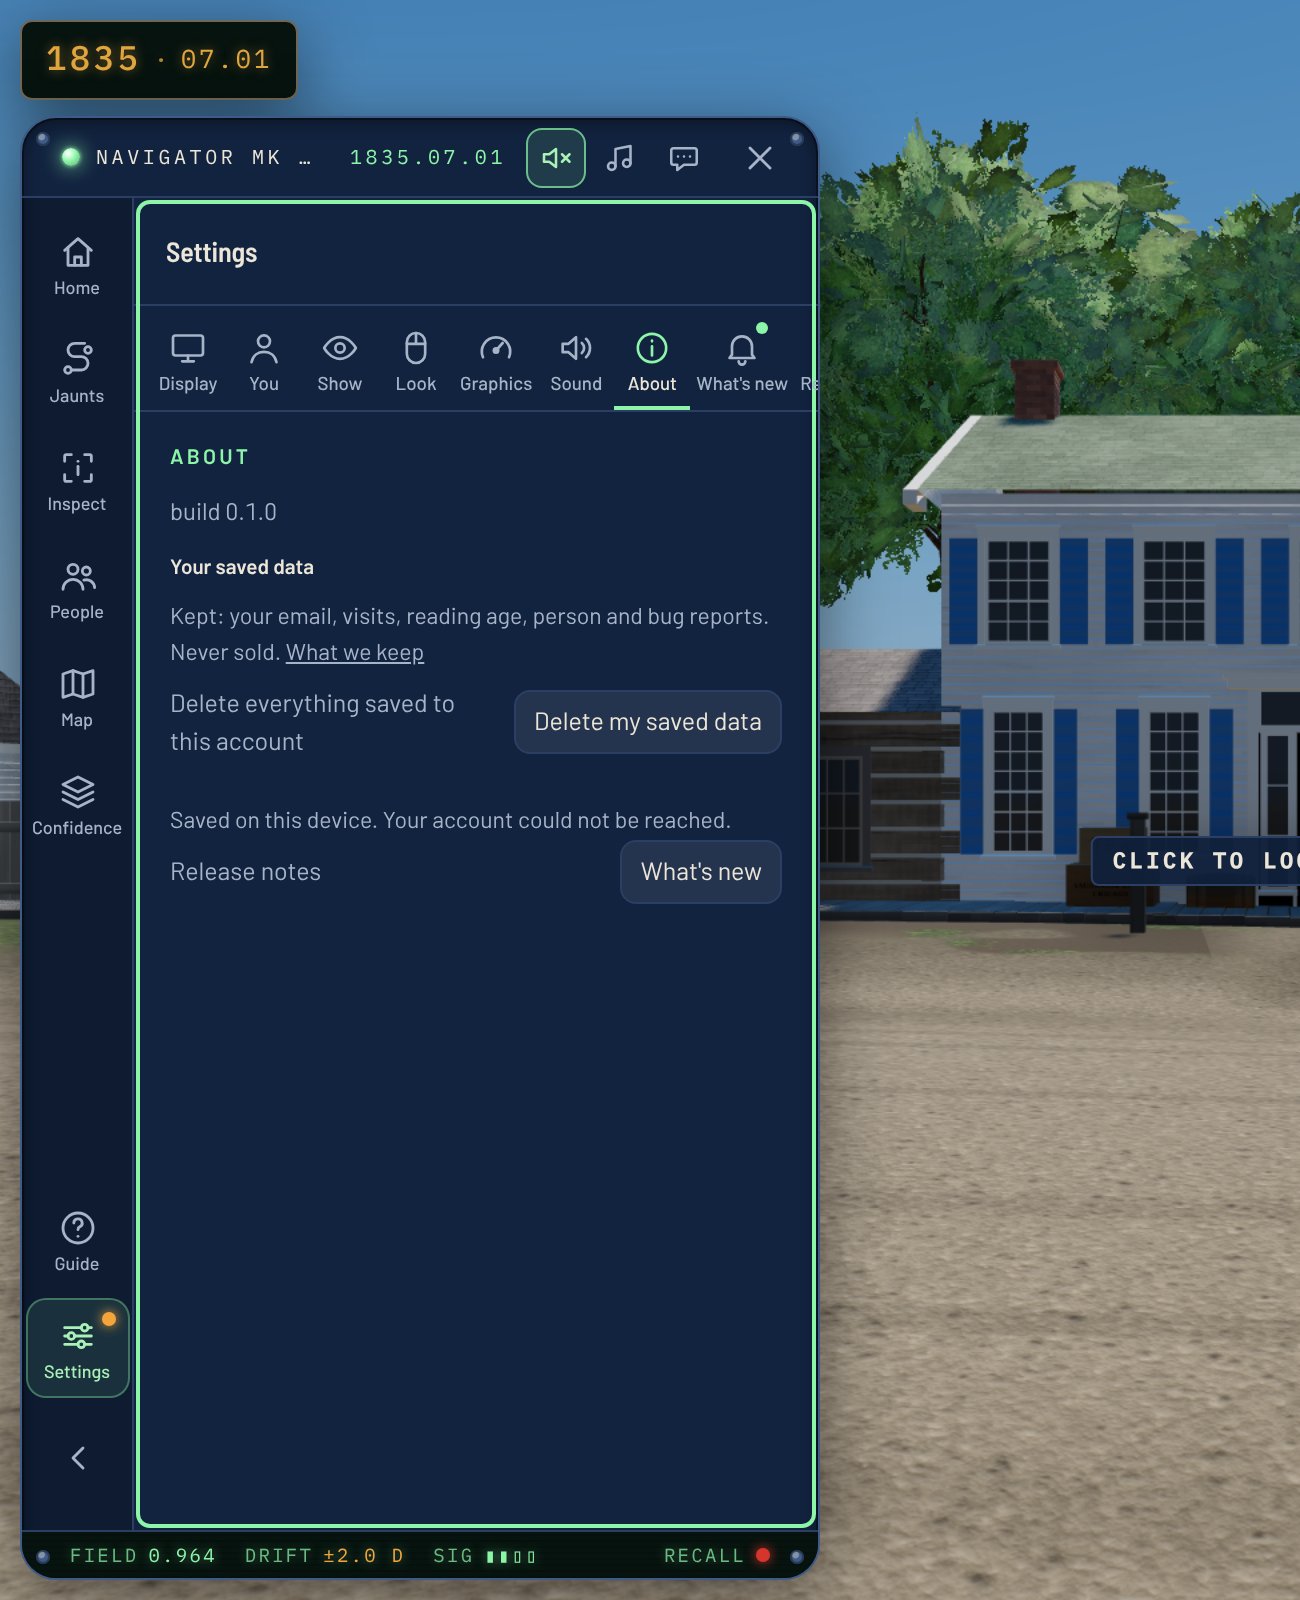 1835 · 07.01
NAVIGATOR MK … 1835.07.01
Home
Jaunts
Inspect
People
Map
Confidence
Guide
Settings
Settings
Display You Show Look Graphics Sound About What's new
ABOUT
build 0.1.0
Your saved data
Kept: your email, visits, reading age, person and bug reports.
Never sold. What we keep
Delete everything saved to
this account
Delete my saved data
Saved on this device. Your account could not be reached.
Release notes
What's new
CLICK TO
FIELD 0.964 DRIFT ±2.0 D SIG RECALL